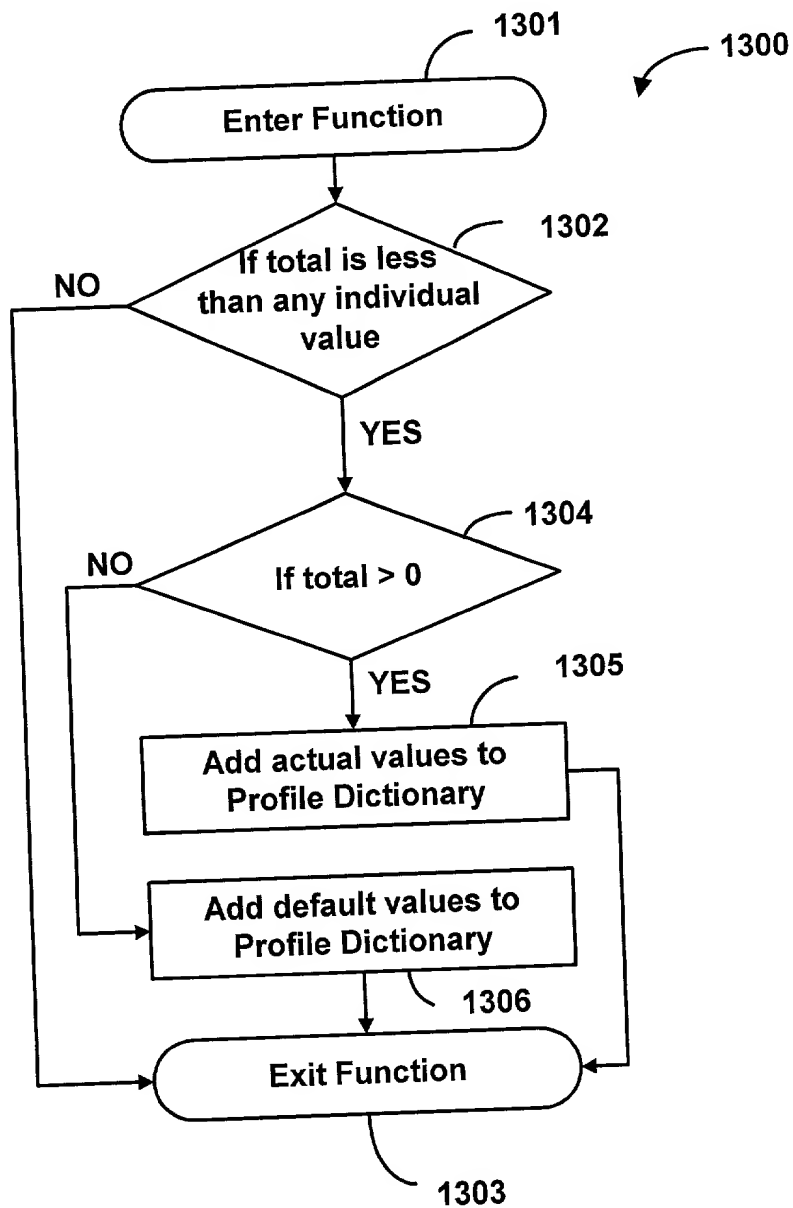 1301
1300
Enter Function
1302
If total is less
than any individual
value
NO
YES
1304
If total > 0
NO
YES
1305
Add actual values to
Profile Dictionary
Add default values to
Profile Dictionary
1306
Exit Function
1303